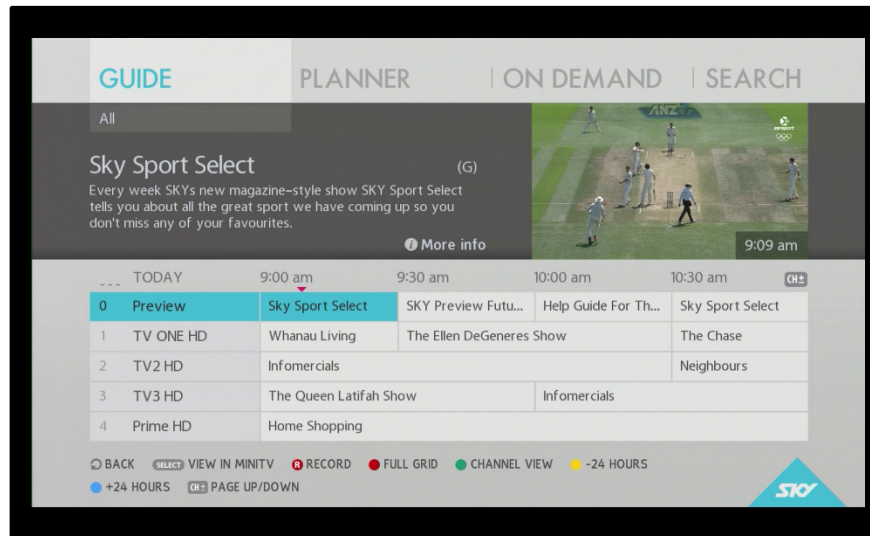 GUIDE PLANNER ON DEMAND SEARCH
All
Sky Sport Select (G)
Every week SKYs new magazine-style show SKY Sport Select
tells you about all the great sport we have coming up so you
don't miss any of your favourites.
More info
ANZ
9:09 am
TODAY 9:00 am 9:30 am 10:00 am 10:30 am CH±
0 Preview Sky Sport Select SKY Preview Futu... Help Guide For Th... Sky Sport Select
1 TV ONE HD Whanau Living The Ellen DeGeneres Show The Chase
2 TV2 HD Infomercials Neighbours
3 TV3 HD The Queen Latifah Show Infomercials
4 Prime HD Home Shopping
BACK SELECT VIEW IN MINITV R RECORD FULL GRID CHANNEL VIEW -24 HOURS
+24 HOURS CH± PAGE UP/DOWN
SKY